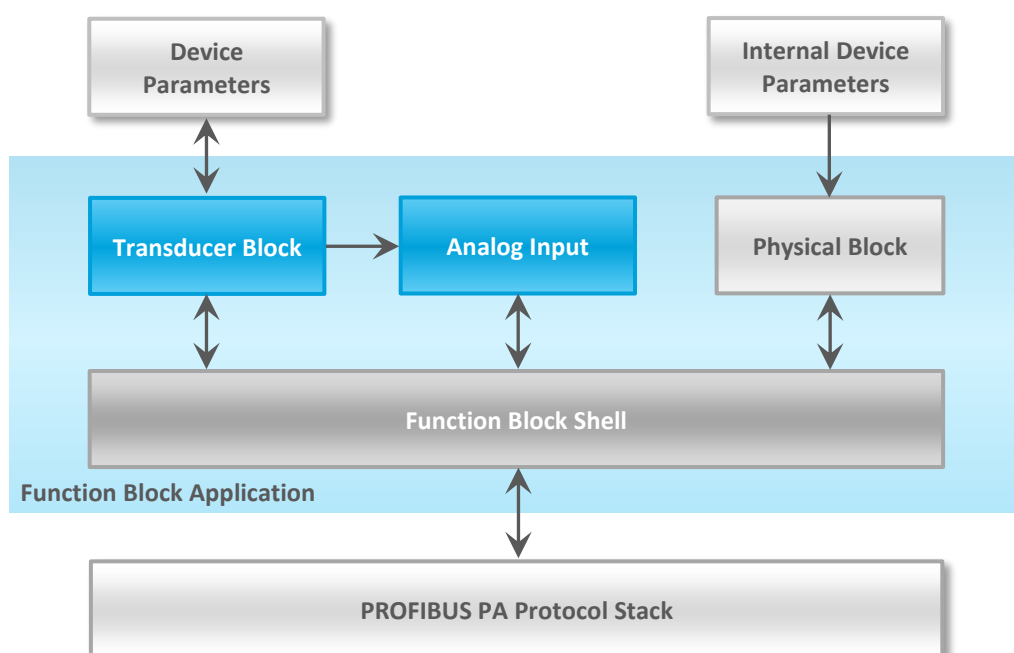 Device
Parameters
Internal Device
Parameters
Transducer Block
Analog Input
Physical Block
Function Block Shell
Function Block Application
PROFIBUS PA Protocol Stack